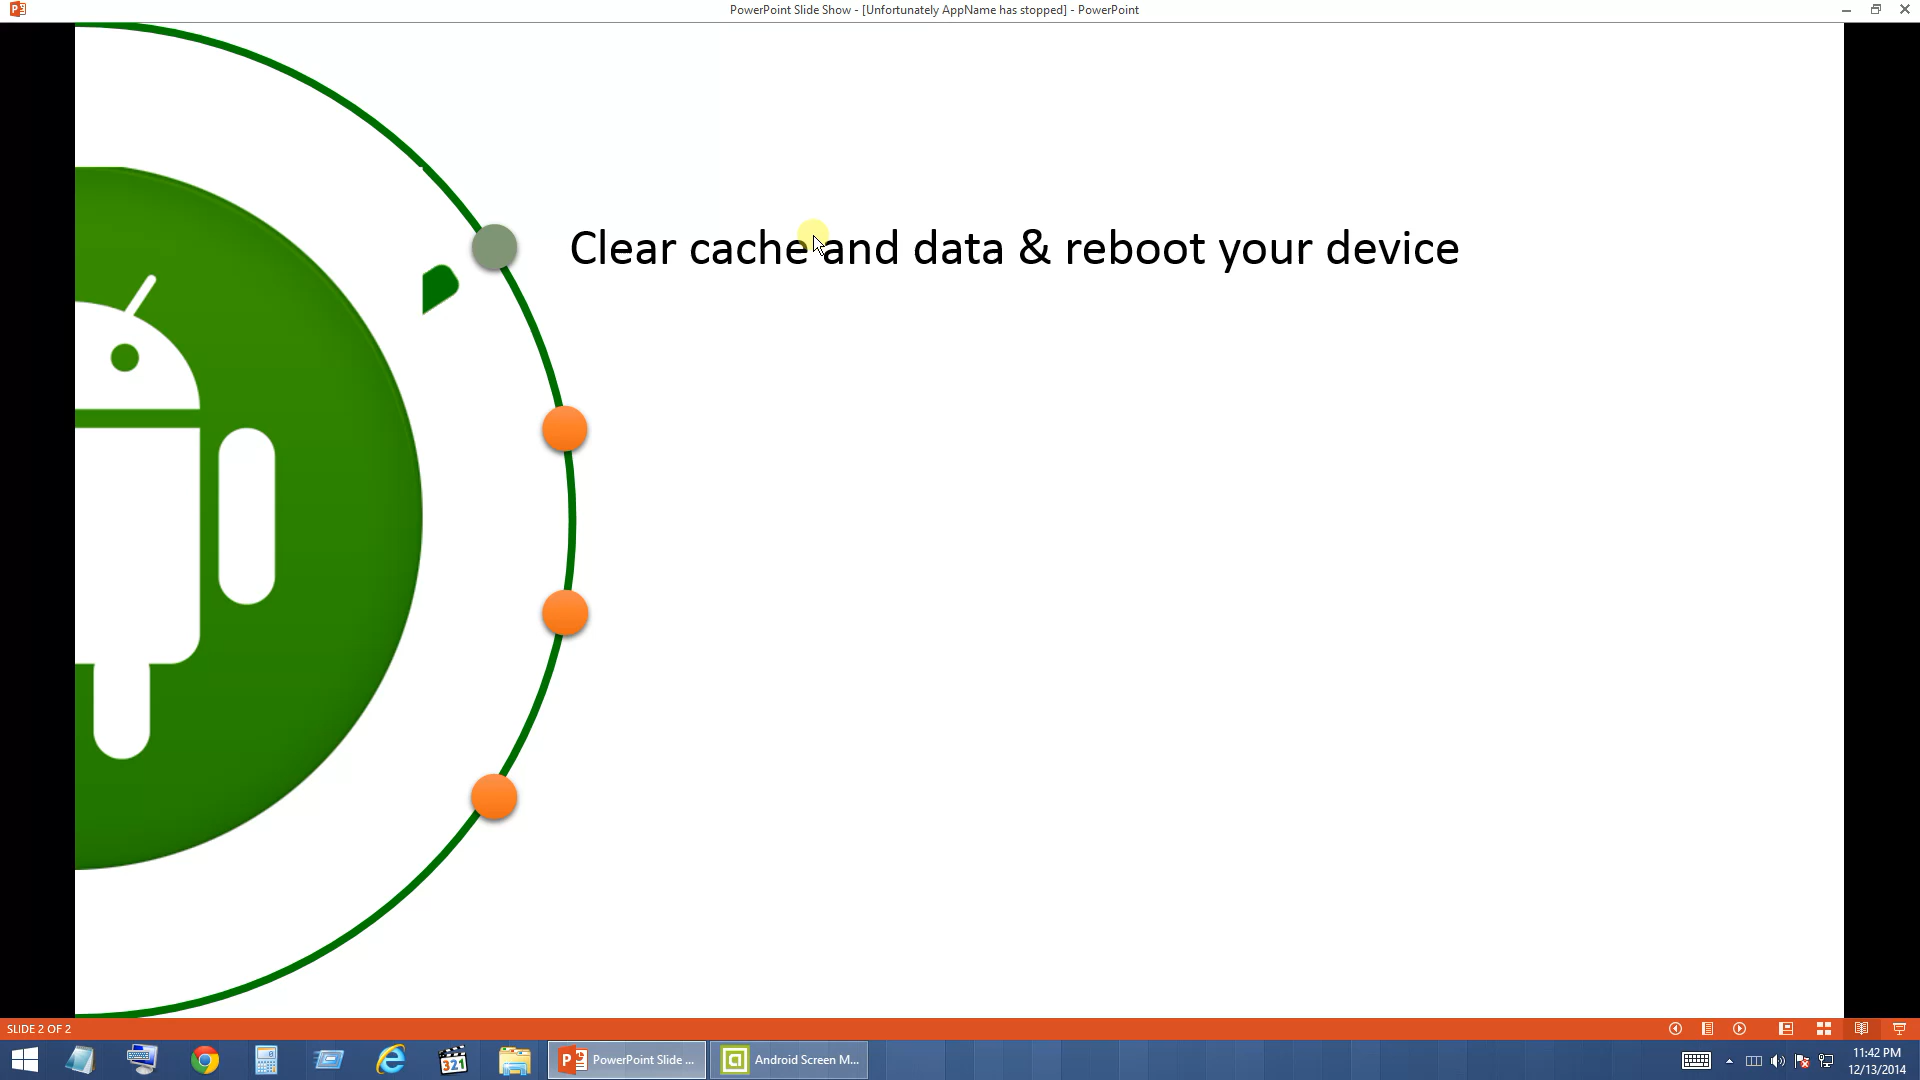 PowerPoint Slide Show - [Unfortunately AppName has stopped] - PowerPoint
Clear cache and data & reboot your device
SLIDE 2 OF 2
321
PowerPoint Slide ...
Android Screen M...
11:42 PM
12/13/2014